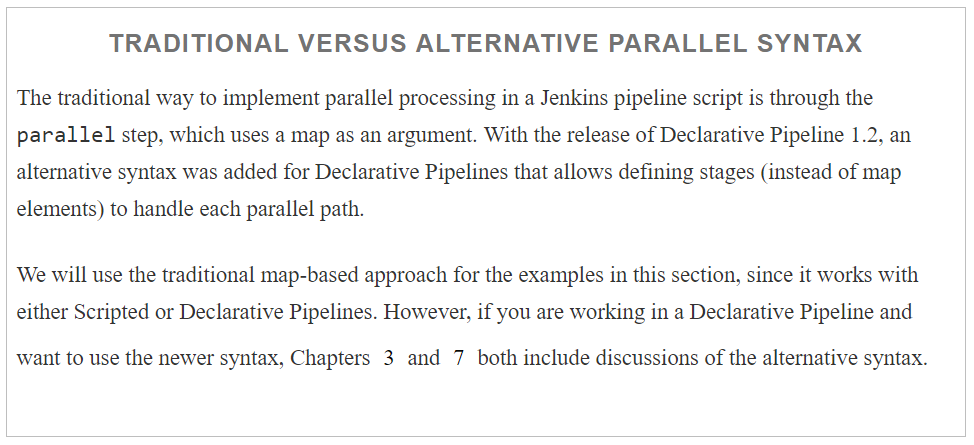 TRADITIONAL VERSUS ALTERNATIVE PARALLEL SYNTAX
The traditional way to implement parallel processing in a Jenkins pipeline script is through the
parallel step, which uses a map as an argument. With the release of Declarative Pipeline 1.2, an
alternative syntax was added for Declarative Pipelines that allows defining stages (instead of map
elements) to handle each parallel path.
We will use the traditional map-based approach for the examples in this section, since it works with
either Scripted or Declarative Pipelines. However, if you are working in a Declarative Pipeline and
want to use the newer syntax, Chapters 3 and 7 both include discussions of the alternative syntax.